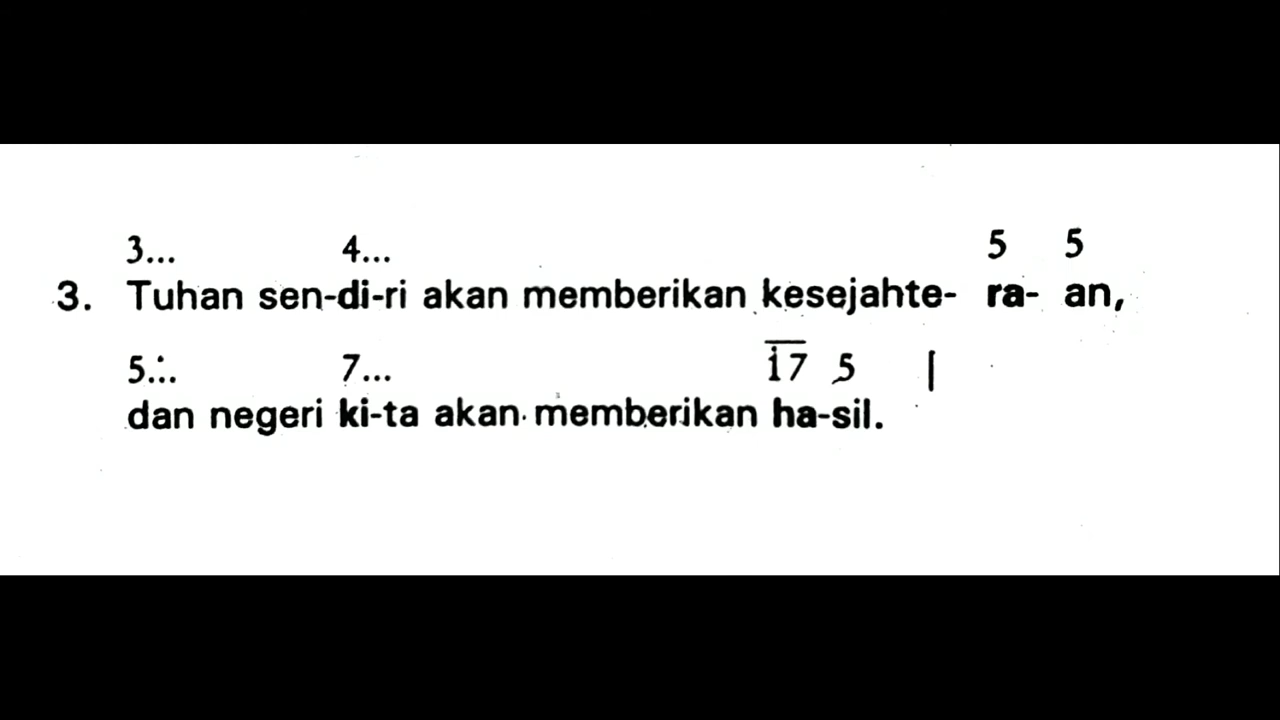 3... 4... 5 5
3. Tuhan sen-di-ri akan memberikan kesejahte- ra- an,
5... 7... i7 5 |
dan negeri ki-ta akan memberikan ha-sil.